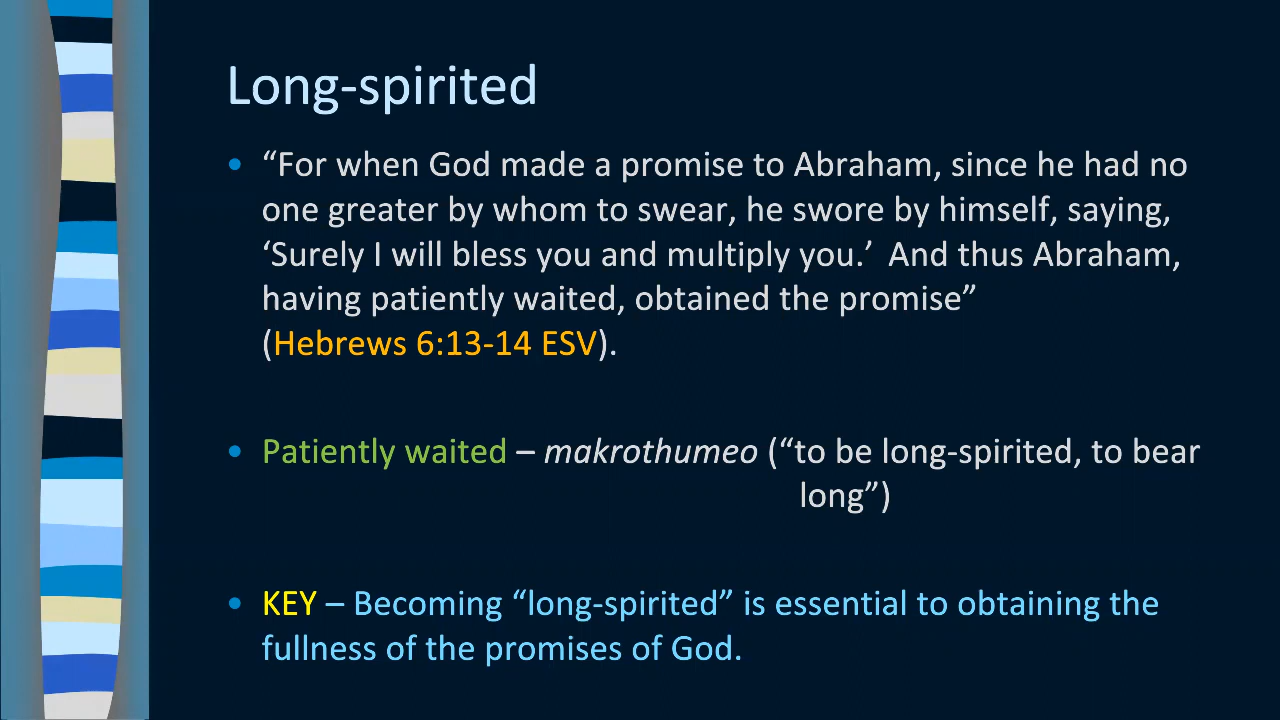 Long-spirited
• “For when God made a promise to Abraham, since he had no
one greater by whom to swear, he swore by himself, saying,
‘Surely I will bless you and multiply you.’  And thus Abraham,
having patiently waited, obtained the promise”
(Hebrews 6:13-14 ESV).
• Patiently waited – makrothumeo (“to be long-spirited, to bear
long”)
• KEY – Becoming “long-spirited” is essential to obtaining the
fullness of the promises of God.